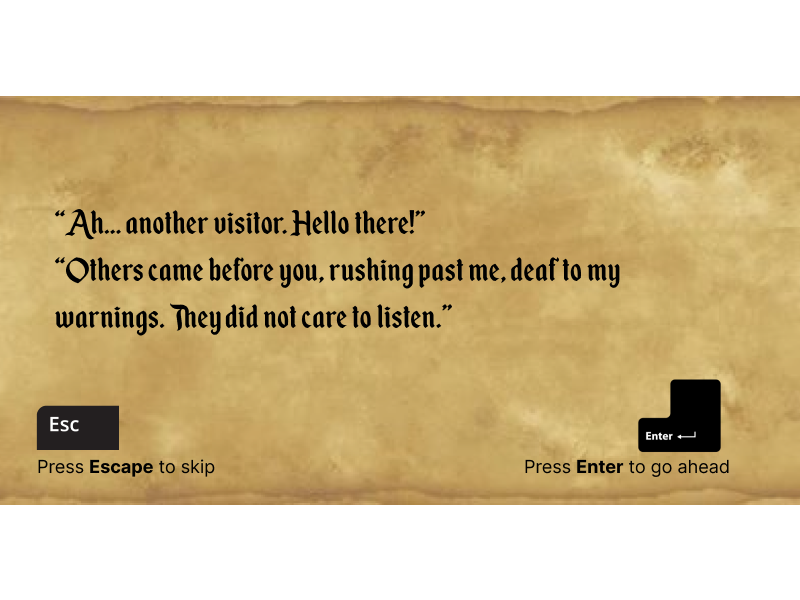 “Ah... another visitor. Hello there!”
“Others came before you, rushing past me, deaf to my
warnings. They did not care to listen.”
Esc
Enter
Press Escape to skip
Press Enter to go ahead